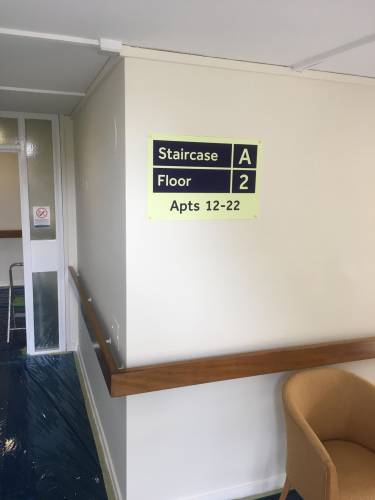 Staircase A
Floor 2
Apts 12-22